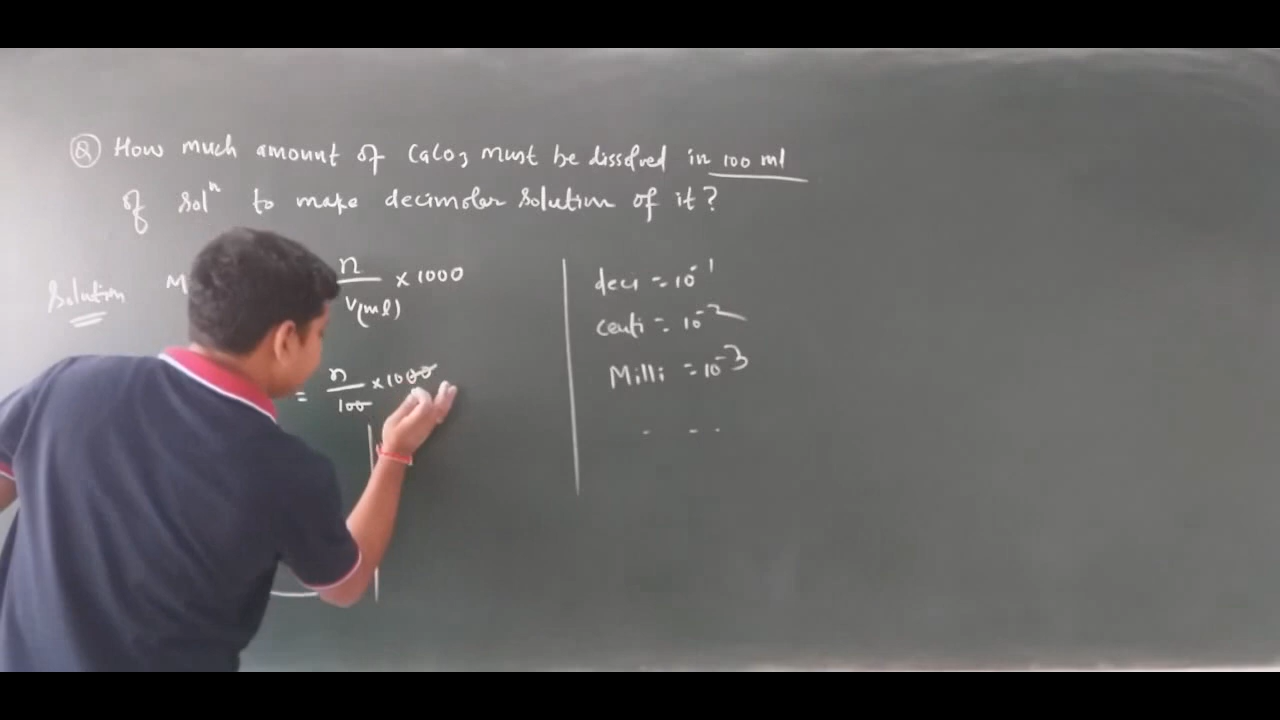 Q How much amount of CaCO3 must be dissolved in 100 ml
of solⁿ to make decimolar solution of it?
Solution M
n/V(ml) × 1000
= n/100 × 1000
deci = 10⁻¹
centi = 10⁻²
Milli = 10⁻³
- - -